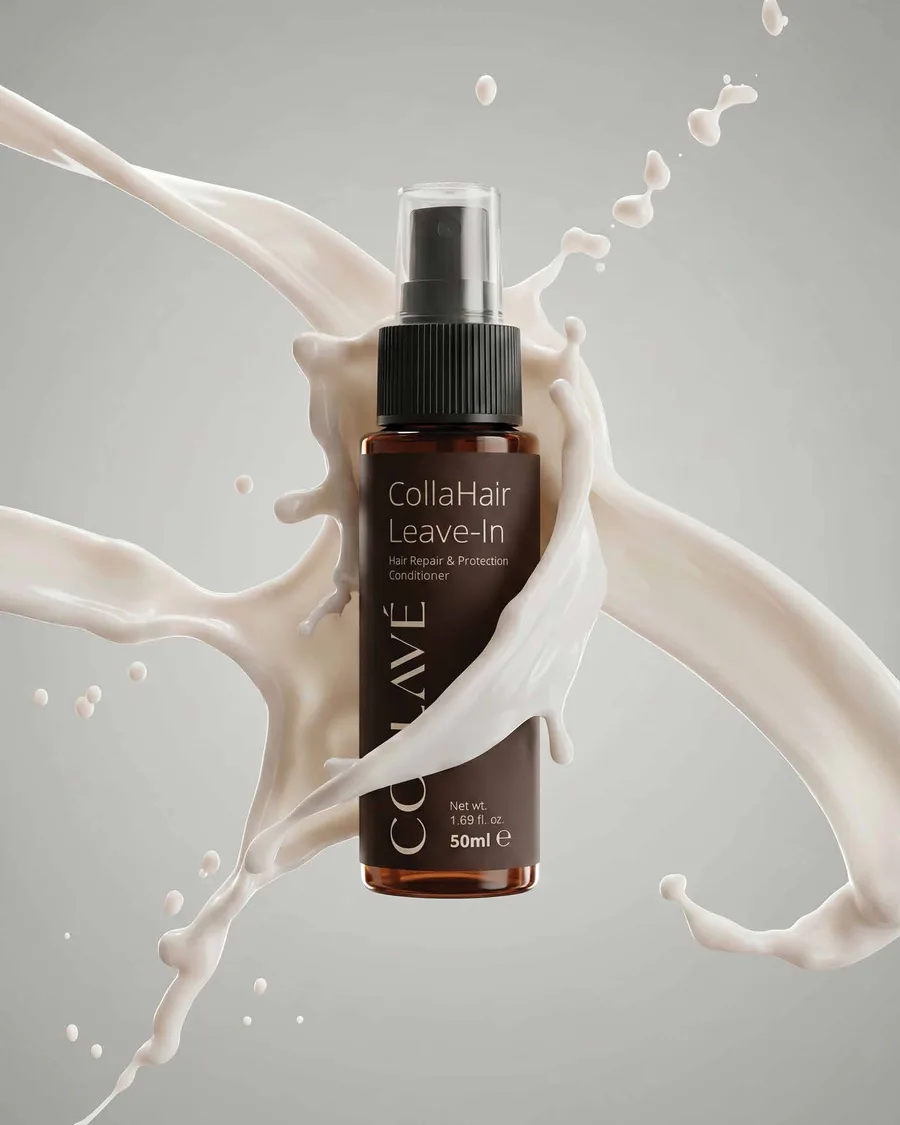 CollaHair
Leave-In
Hair Repair & Protection
Conditioner
COLLAVÉ
Net wt.
1.69 fl. oz.
50ml ℮